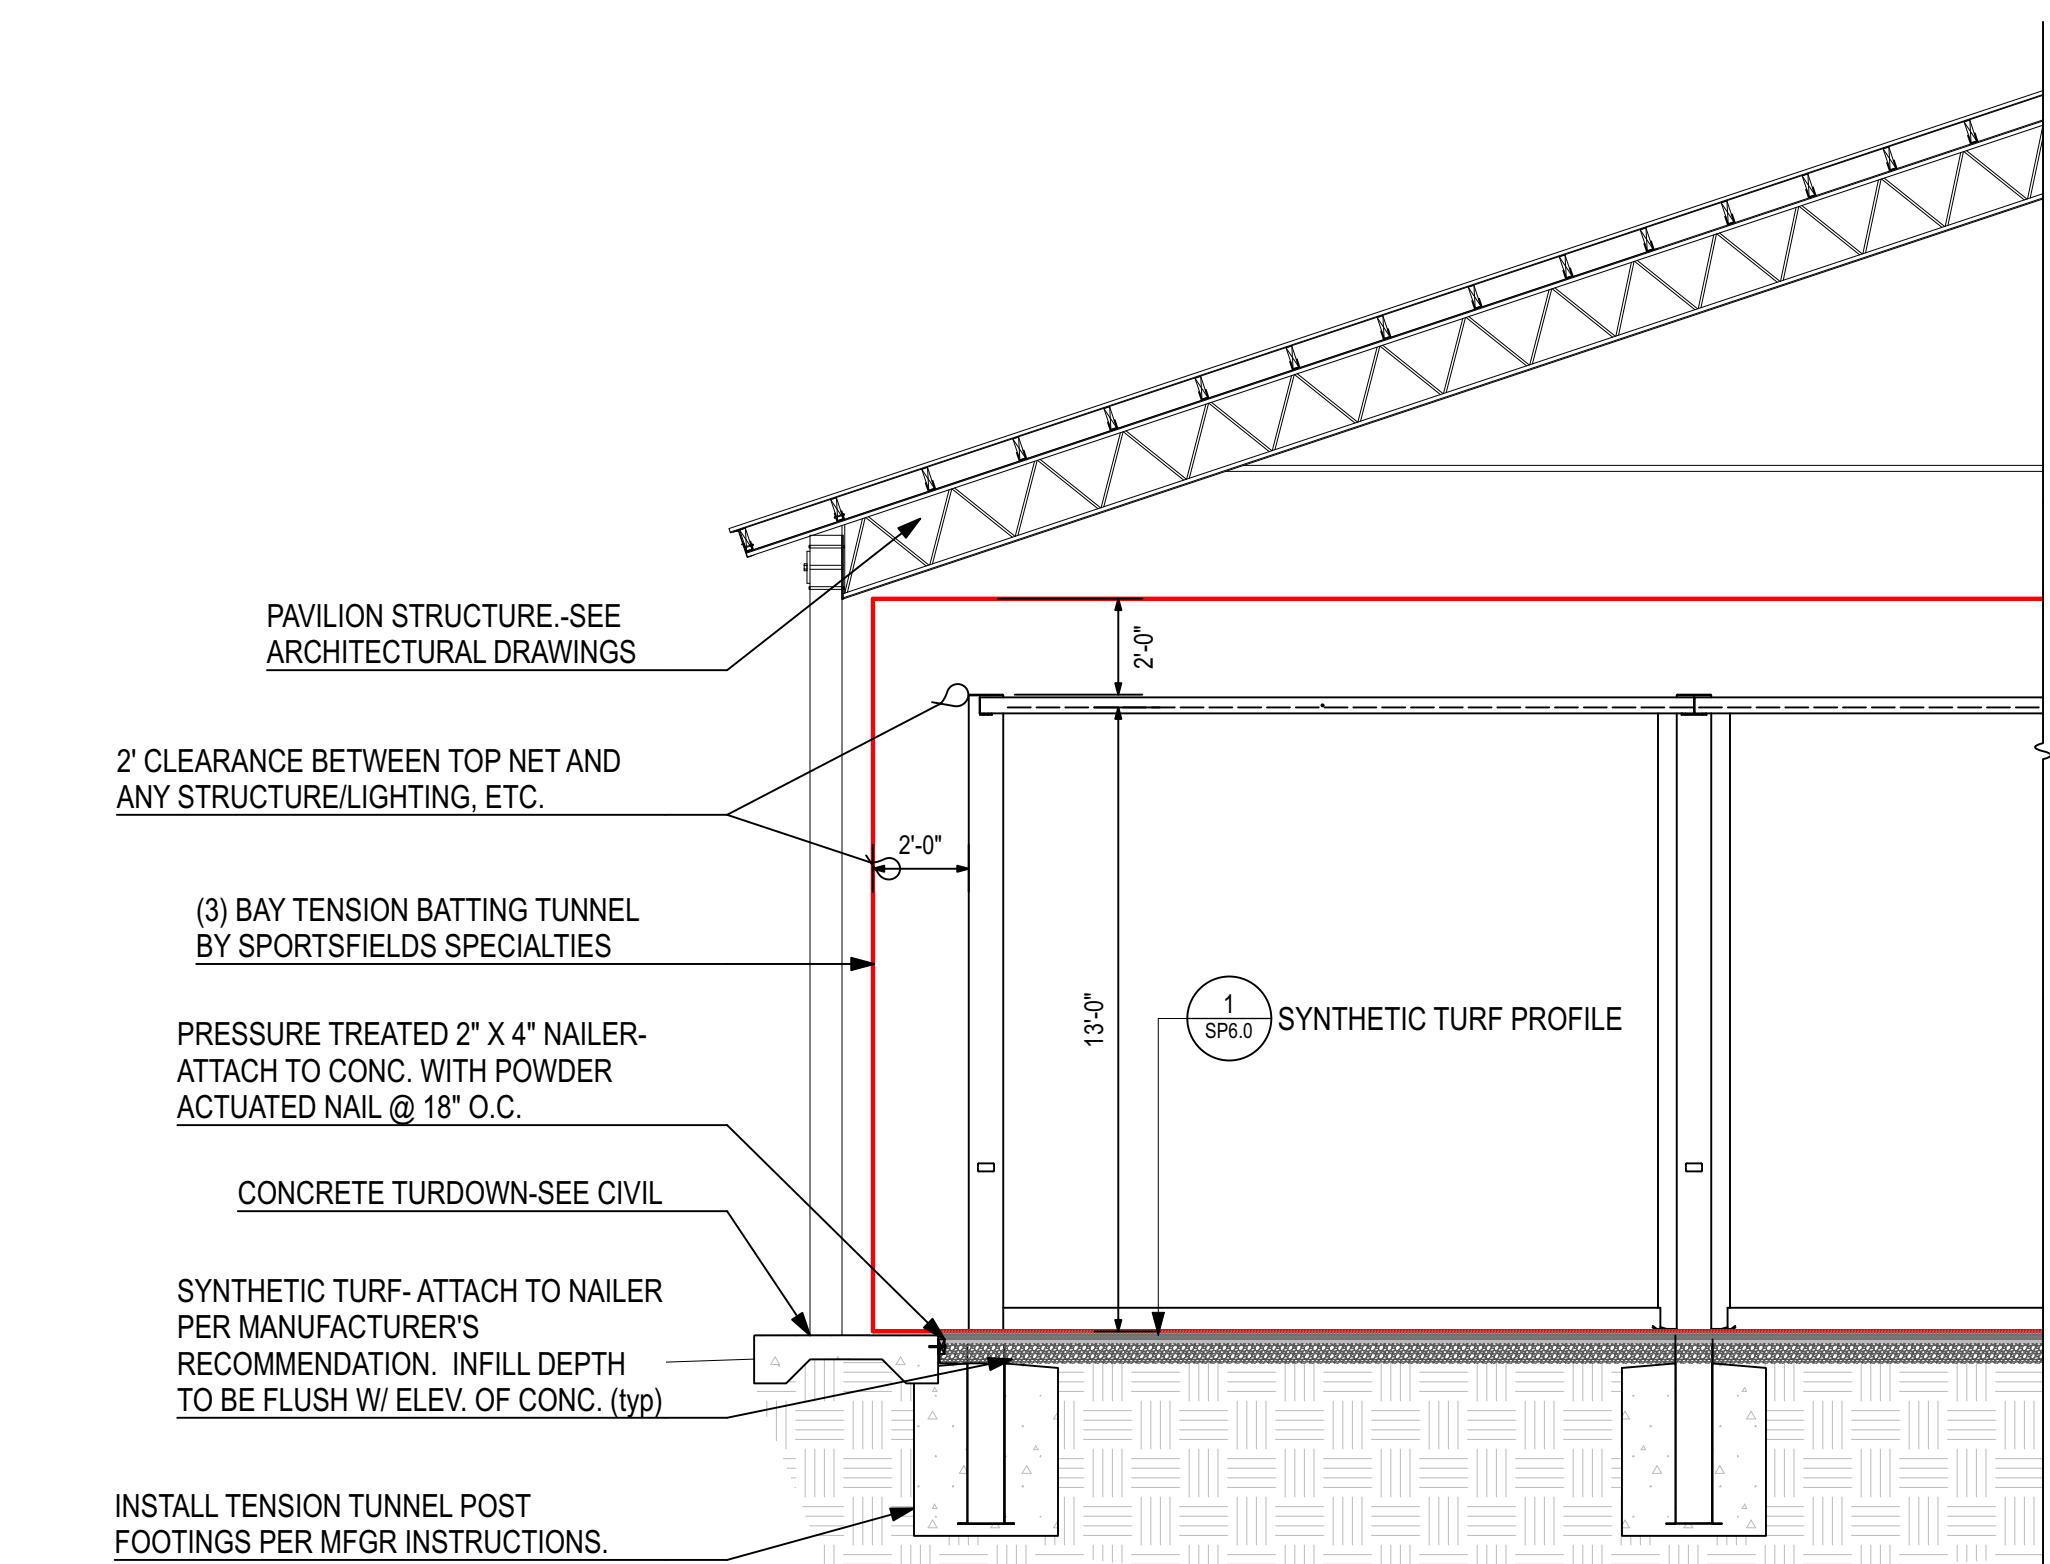 PAVILION STRUCTURE.-SEE
ARCHITECTURAL DRAWINGS
2'-0"
2' CLEARANCE BETWEEN TOP NET AND
ANY STRUCTURE/LIGHTING, ETC.
2'-0"
(3) BAY TENSION BATTING TUNNEL
BY SPORTSFIELDS SPECIALTIES
13'-0"
1
SP6.0
SYNTHETIC TURF PROFILE
PRESSURE TREATED 2" X 4" NAILER-
ATTACH TO CONC. WITH POWDER
ACTUATED NAIL @ 18" O.C.
CONCRETE TURDOWN-SEE CIVIL
SYNTHETIC TURF- ATTACH TO NAILER
PER MANUFACTURER'S
RECOMMENDATION.  INFILL DEPTH
TO BE FLUSH W/ ELEV. OF CONC. (typ)
INSTALL TENSION TUNNEL POST
FOOTINGS PER MFGR INSTRUCTIONS.